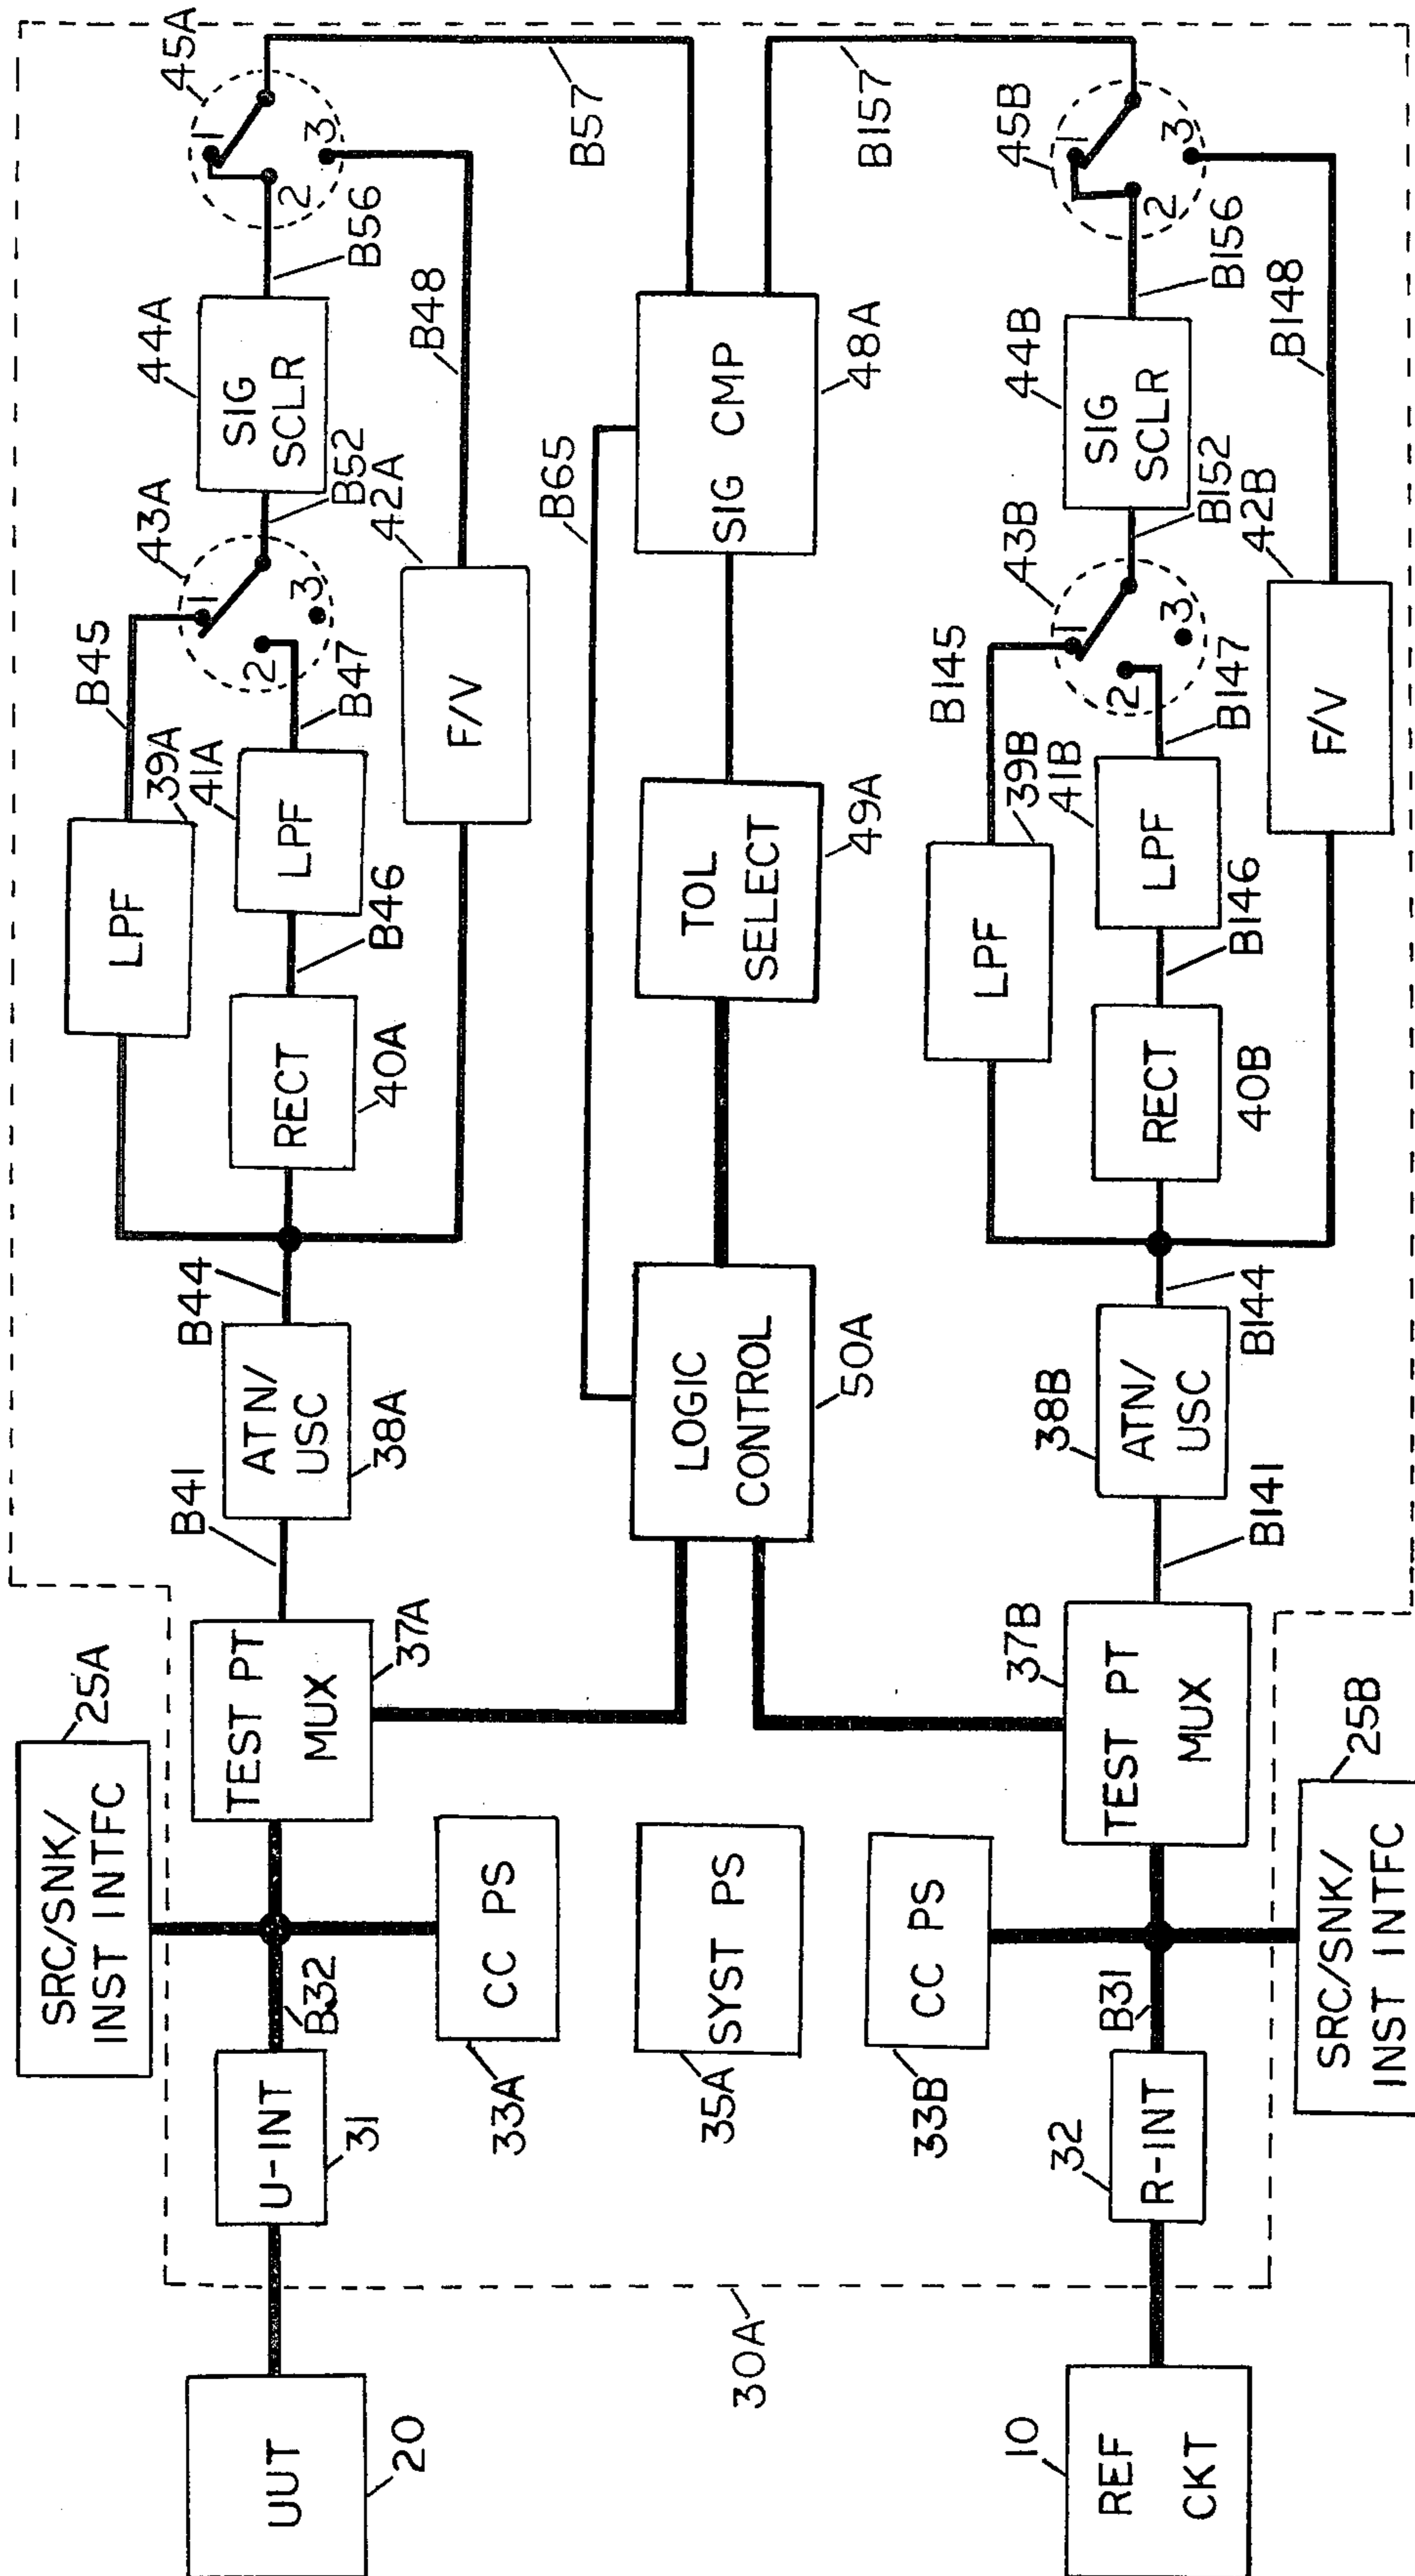 UUT
20
U-INT
31
B32
SRC/SNK/
INST INTFC
25A
CC PS
33A
TEST PT
MUX
37A
B41
ATN/
USC
38A
B44
LPF
39A
B45
RECT
40A
B46
LPF
41A
B47
F/V
42A
B48
43A
1
2
3
B52
SIG
SCLR
44A
B56
45A
1
2
3
B57
30A
SYST PS
35A
LOGIC
CONTROL
50A
TOL
SELECT
49A
B65
SIG CMP
48A
REF
CKT
10
R-INT
32
B31
CC PS
33B
SRC/SNK/
INST INTFC
25B
TEST PT
MUX
37B
B141
ATN/
USC
38B
B144
LPF
39B
B145
RECT
40B
B146
LPF
41B
B147
F/V
42B
B148
43B
1
2
3
B152
SIG
SCLR
44B
B156
45B
1
2
3
B157